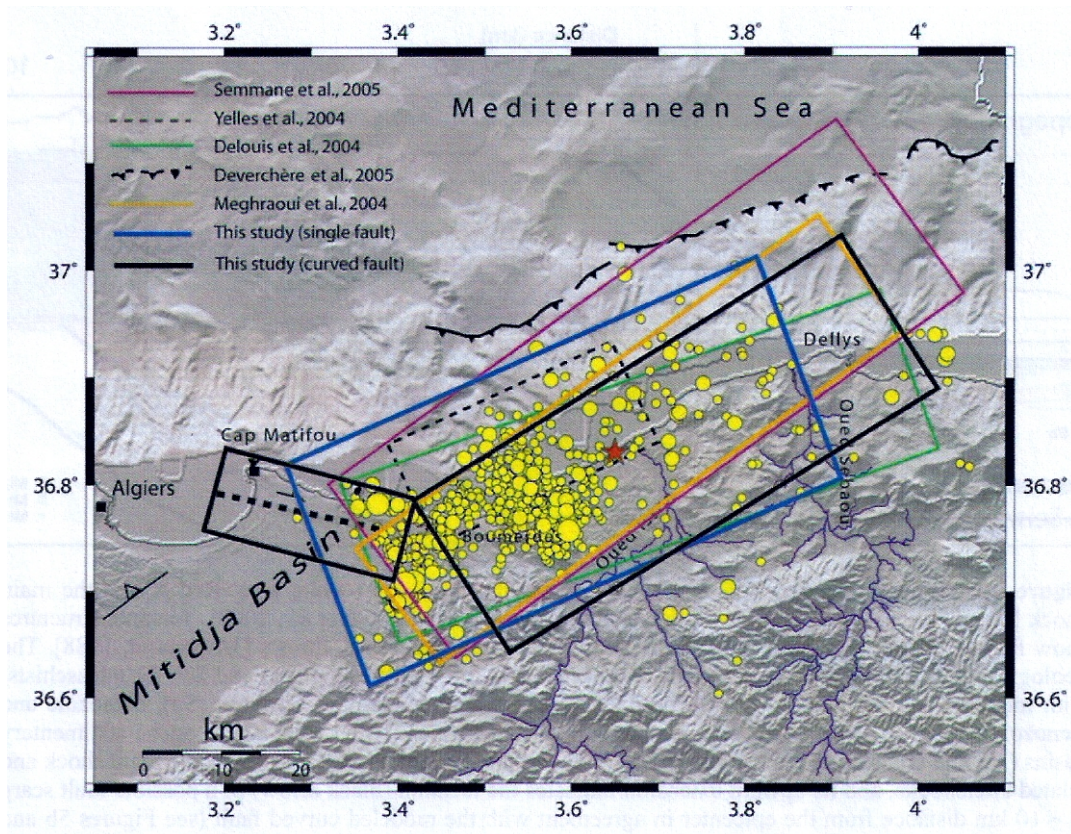 3.2° 3.4° 3.6° 3.8° 4°
Semmane et al., 2005
Yelles et al., 2004
Delouis et al., 2004
Deverchère et al., 2005
Meghraoui et al., 2004
This study (single fault)
This study (curved fault)
Mediterranean Sea
37° 37°
Dellys
Cap Matifou
Algiers
36.8° 36.8°
Boumerdes
Oued
Oued Sebaou
Mitidja Basin
36.6° 36.6°
km
0 10 20
3.4° 3.6° 3.8° 4°